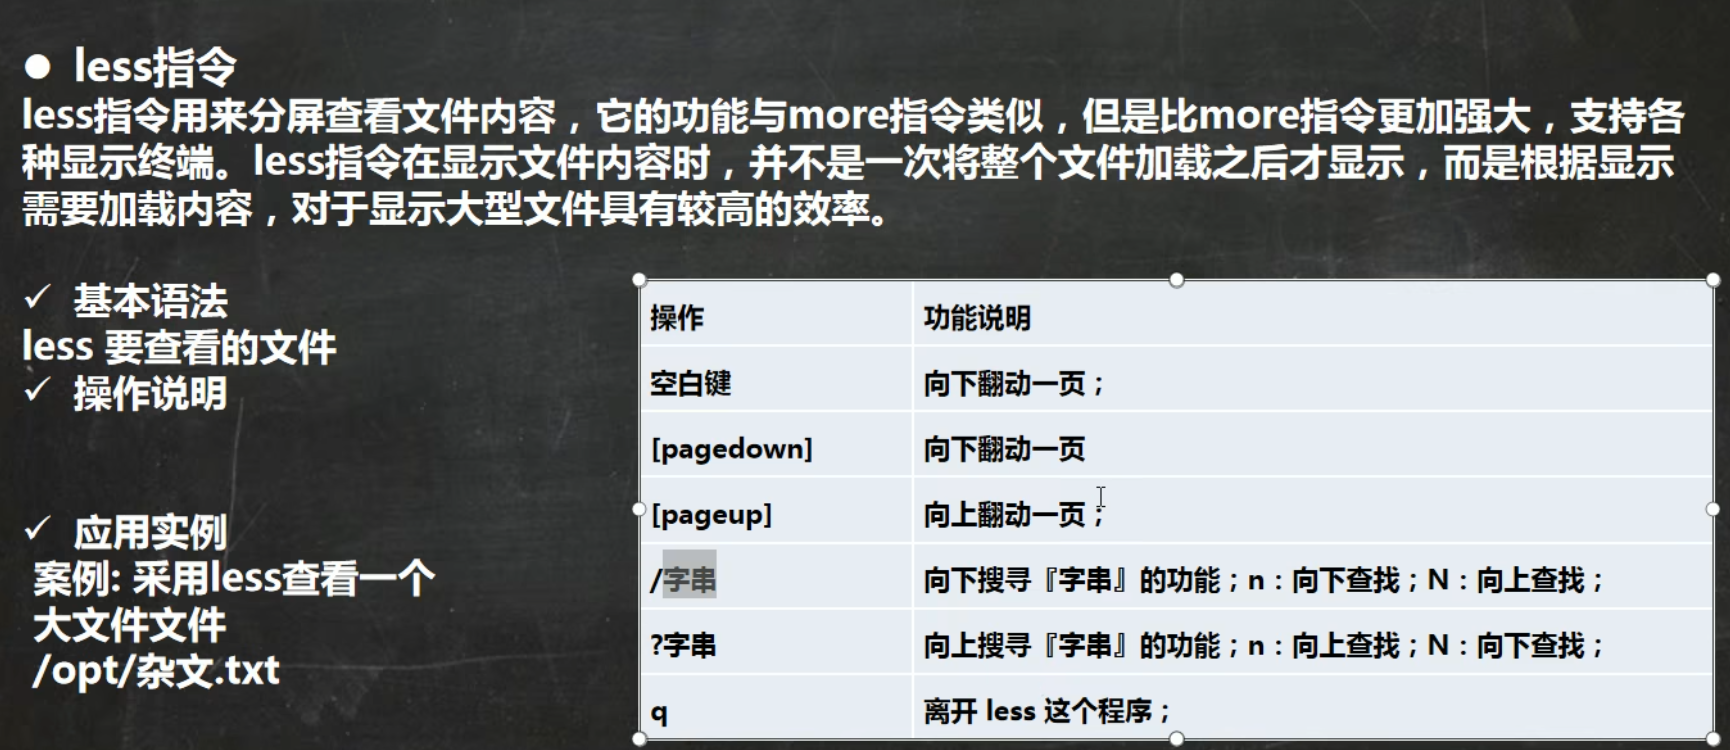 ● less指令
less指令用来分屏查看文件内容，它的功能与more指令类似，但是比more指令更加强大，支持各
种显示终端。less指令在显示文件内容时，并不是一次将整个文件加载之后才显示，而是根据显示
需要加载内容，对于显示大型文件具有较高的效率。
✓ 基本语法
less 要查看的文件
✓ 操作说明
✓ 应用实例
案例: 采用less查看一个
大文件文件
/opt/杂文.txt
操作 功能说明
空白键 向下翻动一页；
[pagedown] 向下翻动一页
[pageup] 向上翻动一页；
/字串 向下搜寻『字串』的功能；n：向下查找；N：向上查找；
?字串 向上搜寻『字串』的功能；n：向上查找；N：向下查找；
q 离开 less 这个程序；